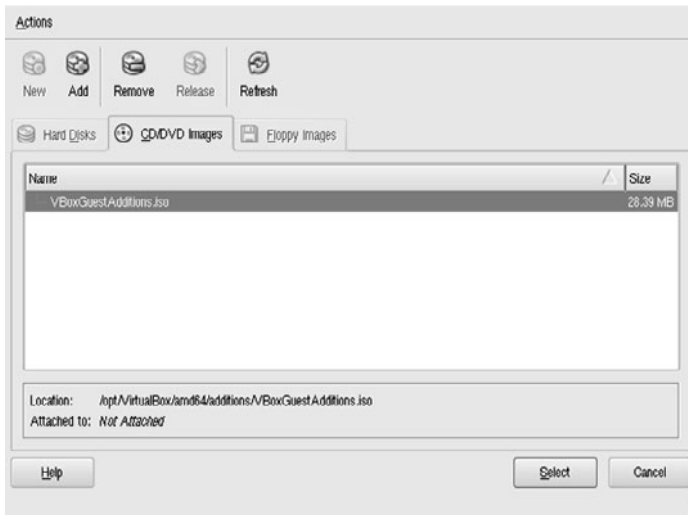 Actions
New Add Remove Release Refresh
Hard Disks CD/DVD Images Floppy Images
Name Size
VBoxGuestAdditions.iso 28.39 MB
Location: /opt/VirtualBox/amd64/additions/VBoxGuestAdditions.iso
Attached to: Not Attached
Help Select Cancel